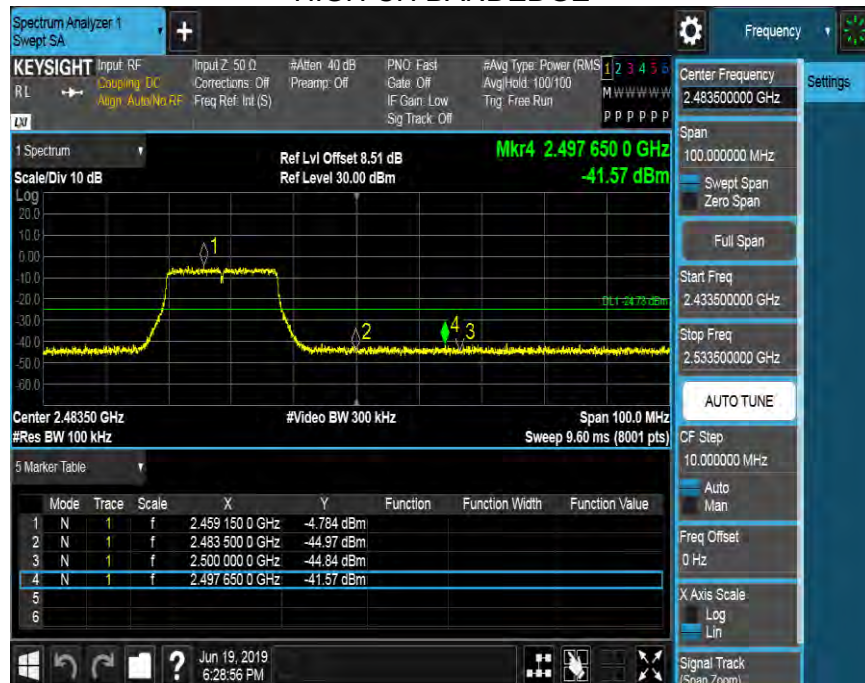 Spectrum Analyzer 1
Swept SA
+
Frequency
KEYSIGHT
RL
LXI
Input: RF
Coupling: DC
Align: Auto/No RF
Input Z: 50 Ω
Corrections: Off
Freq Ref: Int (S)
#Atten: 40 dB
Preamp: Off
PNO: Fast
Gate: Off
IF Gain: Low
Sig Track: Off
#Avg Type: Power (RMS
Avg|Hold: 100/100
Trig: Free Run
1 2 3 4 5 6
M W W W W W
P P P P P P
1 Spectrum
Scale/Div 10 dB
Ref Lvl Offset 8.51 dB
Ref Level 30.00 dBm
Mkr4 2.497 650 0 GHz
-41.57 dBm
Log
20.0
10.0
0.00
-10.0
-20.0
-30.0
-40.0
-50.0
-60.0
1
2
4
3
DL1 -24.78 dBm
Center 2.48350 GHz
#Res BW 100 kHz
#Video BW 300 kHz
Span 100.0 MHz
Sweep 9.60 ms (8001 pts)
5 Marker Table
Mode Trace Scale X Y Function Function Width Function Value
1 N 1 f 2.459 150 0 GHz -4.784 dBm
2 N 1 f 2.483 500 0 GHz -44.97 dBm
3 N 1 f 2.500 000 0 GHz -44.84 dBm
4 N 1 f 2.497 650 0 GHz -41.57 dBm
5
6
?
Jun 19, 2019
6:28:56 PM
Center Frequency
2.483500000 GHz
Span
100.000000 MHz
Swept Span
Zero Span
Full Span
Start Freq
2.433500000 GHz
Stop Freq
2.533500000 GHz
AUTO TUNE
CF Step
10.000000 MHz
Auto
Man
Freq Offset
0 Hz
X Axis Scale
Log
Lin
Signal Track
(Span Zoom)
Settings